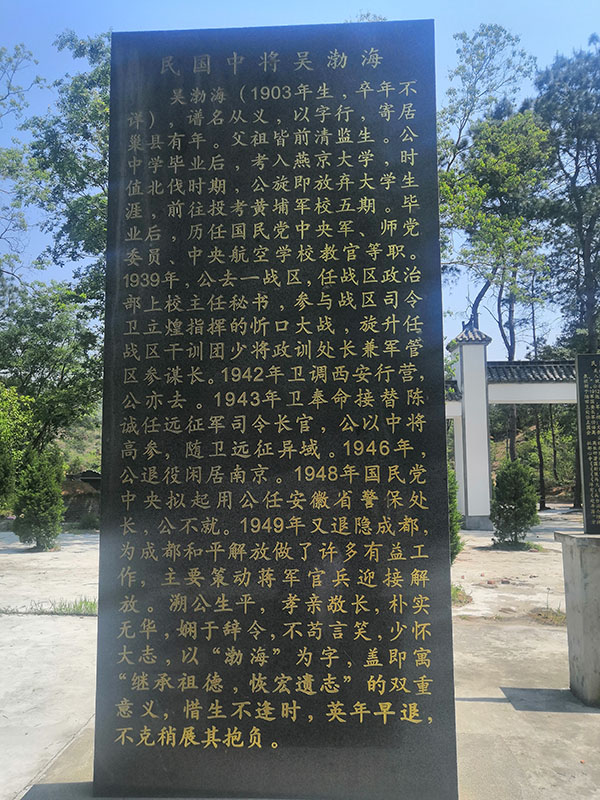 民国中将吴渤海
吴渤海（1903年生，卒年不
详），谱名从义，以字行，寄居
巢县有年。父祖皆前清监生。公
中学毕业后，考入燕京大学，时
值北伐时期，公旋即放弃大学生
涯，前往投考黄埔军校五期。毕
业后，历任国民党中央军、师党
委员、中央航空学校教官等职。
1939年，公去一战区，任战区政治
部上校主任秘书，参与战区司令
卫立煌指挥的忻口大战，旋升任
战区干训团少将政训处长兼军管
区参谋长。1942年卫调西安行营，
公亦去。1943年卫奉命接替陈
诚任远征军司令长官，公以中将
高参，随卫远征异域。1946年，
公退役闲居南京。1948年国民党
中央拟起用公任安徽省警保处
长，公不就。1949年又退隐成都，
为成都和平解放做了许多有益工
作，主要策动蒋军官兵迎接解
放。溯公生平，孝亲敬长，朴实
无华，娴于辞令，不苟言笑，少怀
大志，以“渤海”为字，盖即寓
“继承祖德，恢宏遗志”的双重
意义，惜生不逢时，英年早退，
不克稍展其抱负。